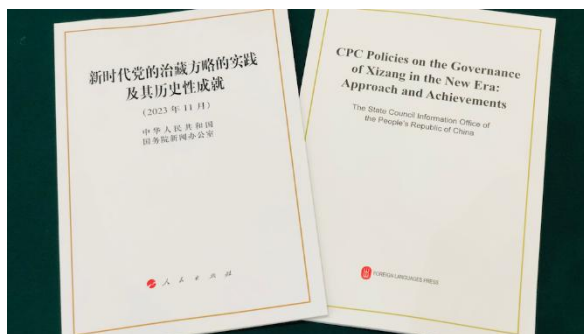 新时代党的治藏方略的实践
及其历史性成就
(2023年11月)
中华人民共和国
国务院新闻办公室
人民出版社
CPC Policies on the Governance
of Xizang in the New Era:
Approach and Achievements
The State Council Information Office of
the People's Republic of China
FOREIGN LANGUAGES PRESS